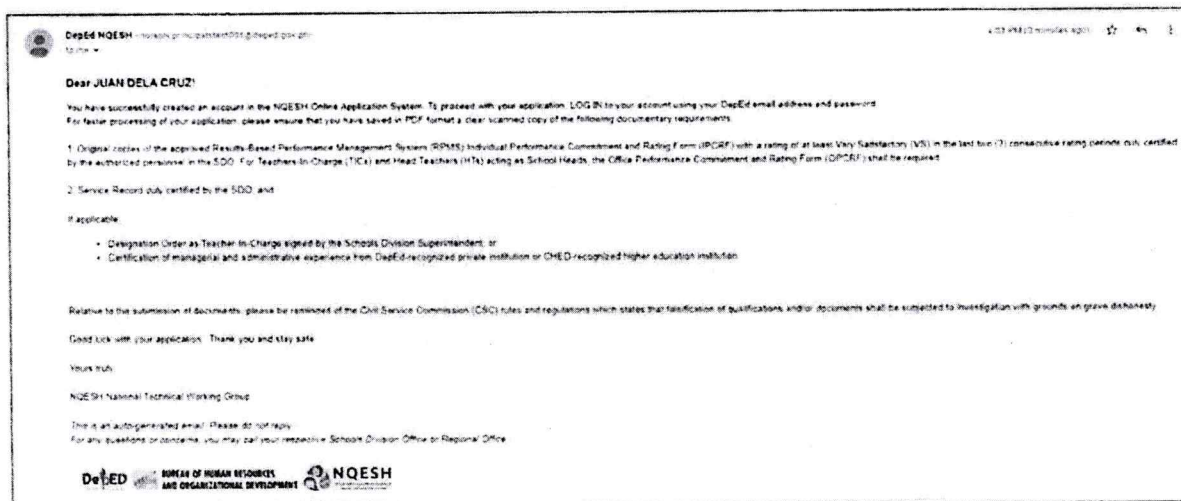 DepEd NQESH
to me
Dear JUAN DELA CRUZ!
You have successfully created an account in the NQESH Online Application System. To proceed with your application, LOG IN to your account using your DepEd email address and password.
For faster processing of your application, please ensure that you have saved in PDF format a clear scanned copy of the following documentary requirements
1. Original copies of the approved Results-Based Performance Management System (RPMS) Individual Performance Commitment and Rating Form (IPCRF) with a rating of at least Very Satisfactory (VS) in the last two (2) consecutive rating periods duly certified
by the authorized personnel in the SDO. For Teachers-In-Charge (TICs) and Head Teachers (HTs) acting as School Heads, the Office Performance Commitment and Rating Form (OPCRF) shall be required
2. Service Record duly certified by the SDO; and
If applicable
• Designation Order as Teacher In-Charge signed by the Schools Division Superintendent; or
• Certification of managerial and administrative experience from DepEd-recognized private institution or CHED-recognized higher education institution
Relative to the submission of documents, please be reminded of the Civil Service Commission (CSC) rules and regulations which states that falsification of qualifications and/or documents shall be subjected to investigation with grounds on grave dishonesty
Good luck with your application. Thank you and stay safe
Yours truly
NQESH National Technical Working Group
This is an auto-generated email. Please do not reply
For any questions or concerns, you may call your respective Schools Division Office or Regional Office
DepED BUREAU OF HUMAN RESOURCES NQESH
AND ORGANIZATIONAL DEVELOPMENT